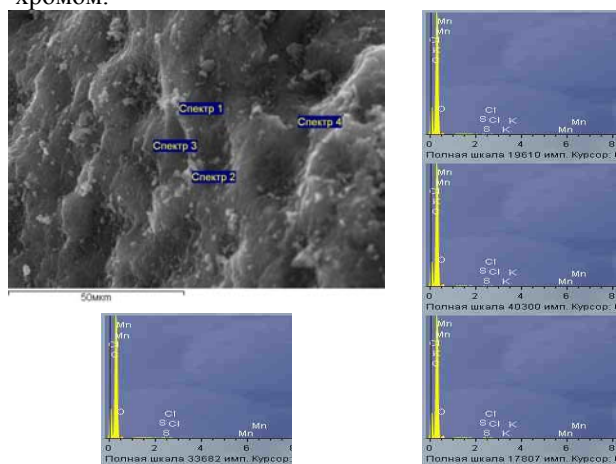 хромом.
Спектр 1
Спектр 4
Спектр 3
Спектр 2
50мкm
Mn
Mn
O
Cl
S Cl K
S K Mn
0 2 4 6 8
Полная шкала 19610 имп. Курсор:
Mn
Mn
O
Cl
S Cl K
S K Mn
0 2 4 6 8
Полная шкала 40300 имп. Курсор:
Mn
Mn
O
Cl
S Cl Mn
S Mn
0 2 4 6
Полная шкала 33682 имп. Курсор:
Mn
Mn
O
Cl
S Cl K
S K Mn
0 2 4 6 8
Полная шкала 17807 имп. Курсор: